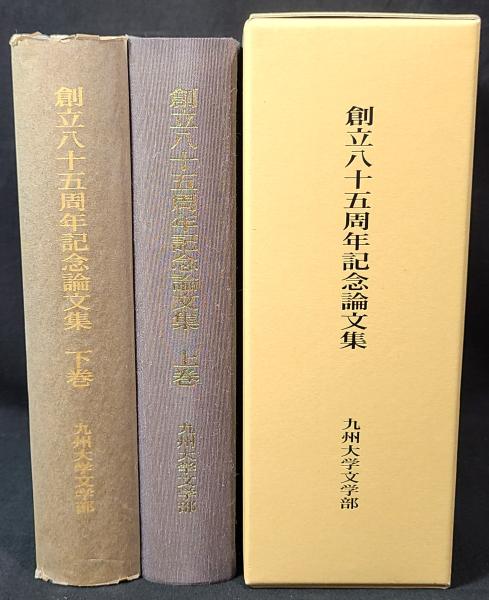 創立八十五周年記念論文集
九州大学文学部
創立八十五周年記念論文集 上巻
九州大学文学部
創立八十五周年記念論文集 下巻
九州大学文学部